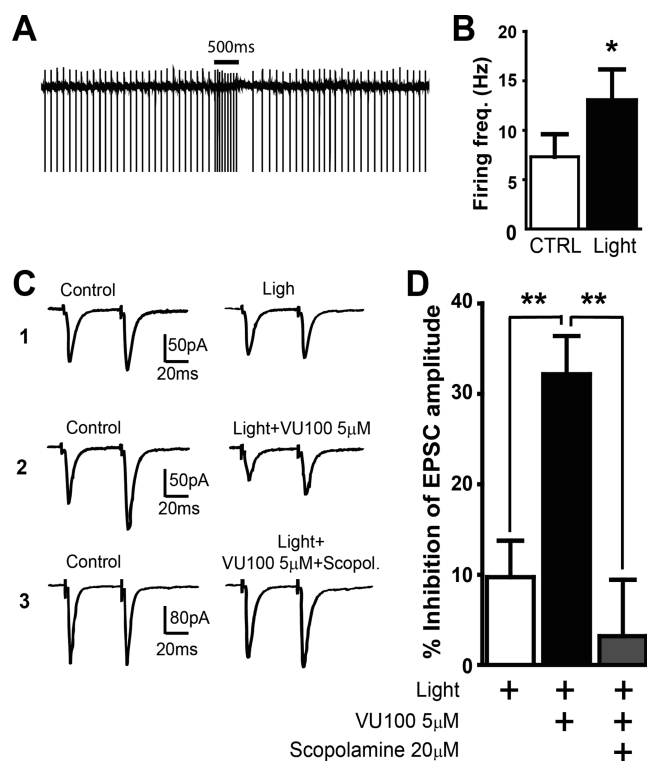 A
500ms
B
*
Firing freq. (Hz)
20
15
10
5
0
CTRL Light
C
1
Control
50pA
20ms
Ligh
2
Control
50pA
20ms
Light+VU100 5μM
3
Control
80pA
20ms
Light+
VU100 5μM+Scopol.
D
** **
% Inhibition of EPSC amplitude
40
30
20
10
0
Light + + +
VU100 5μM + +
Scopolamine 20μM +